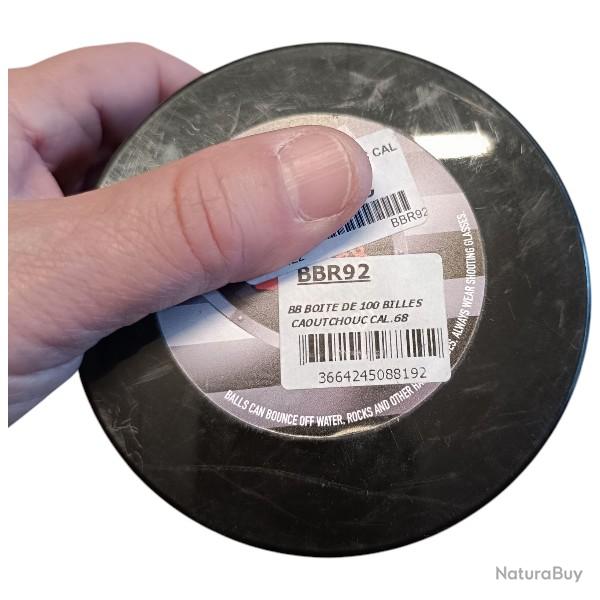 CAL
BBR92
BBR92
BB BOITE DE 100 BILLES
CAOUTCHOUC CAL.68
3664245088192
BALLS CAN BOUNCE OFF WATER, ROCKS AND OTHER
ALWAYS WEAR SHOOTING GLASSES.
NaturaBuy